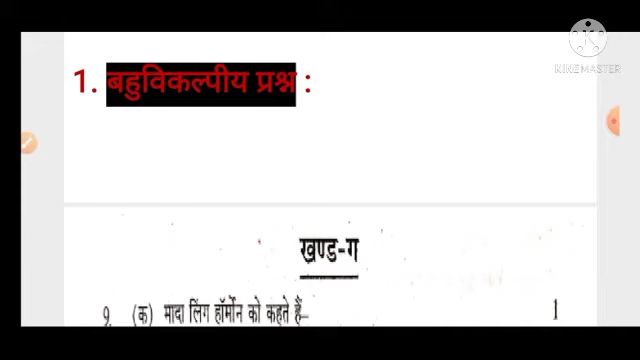 KINEMASTER
1. बहुविकल्पीय प्रश्न :
खण्ड-ग
9. (क) मादा लिंग हॉर्मोन को कहते हैं– 1